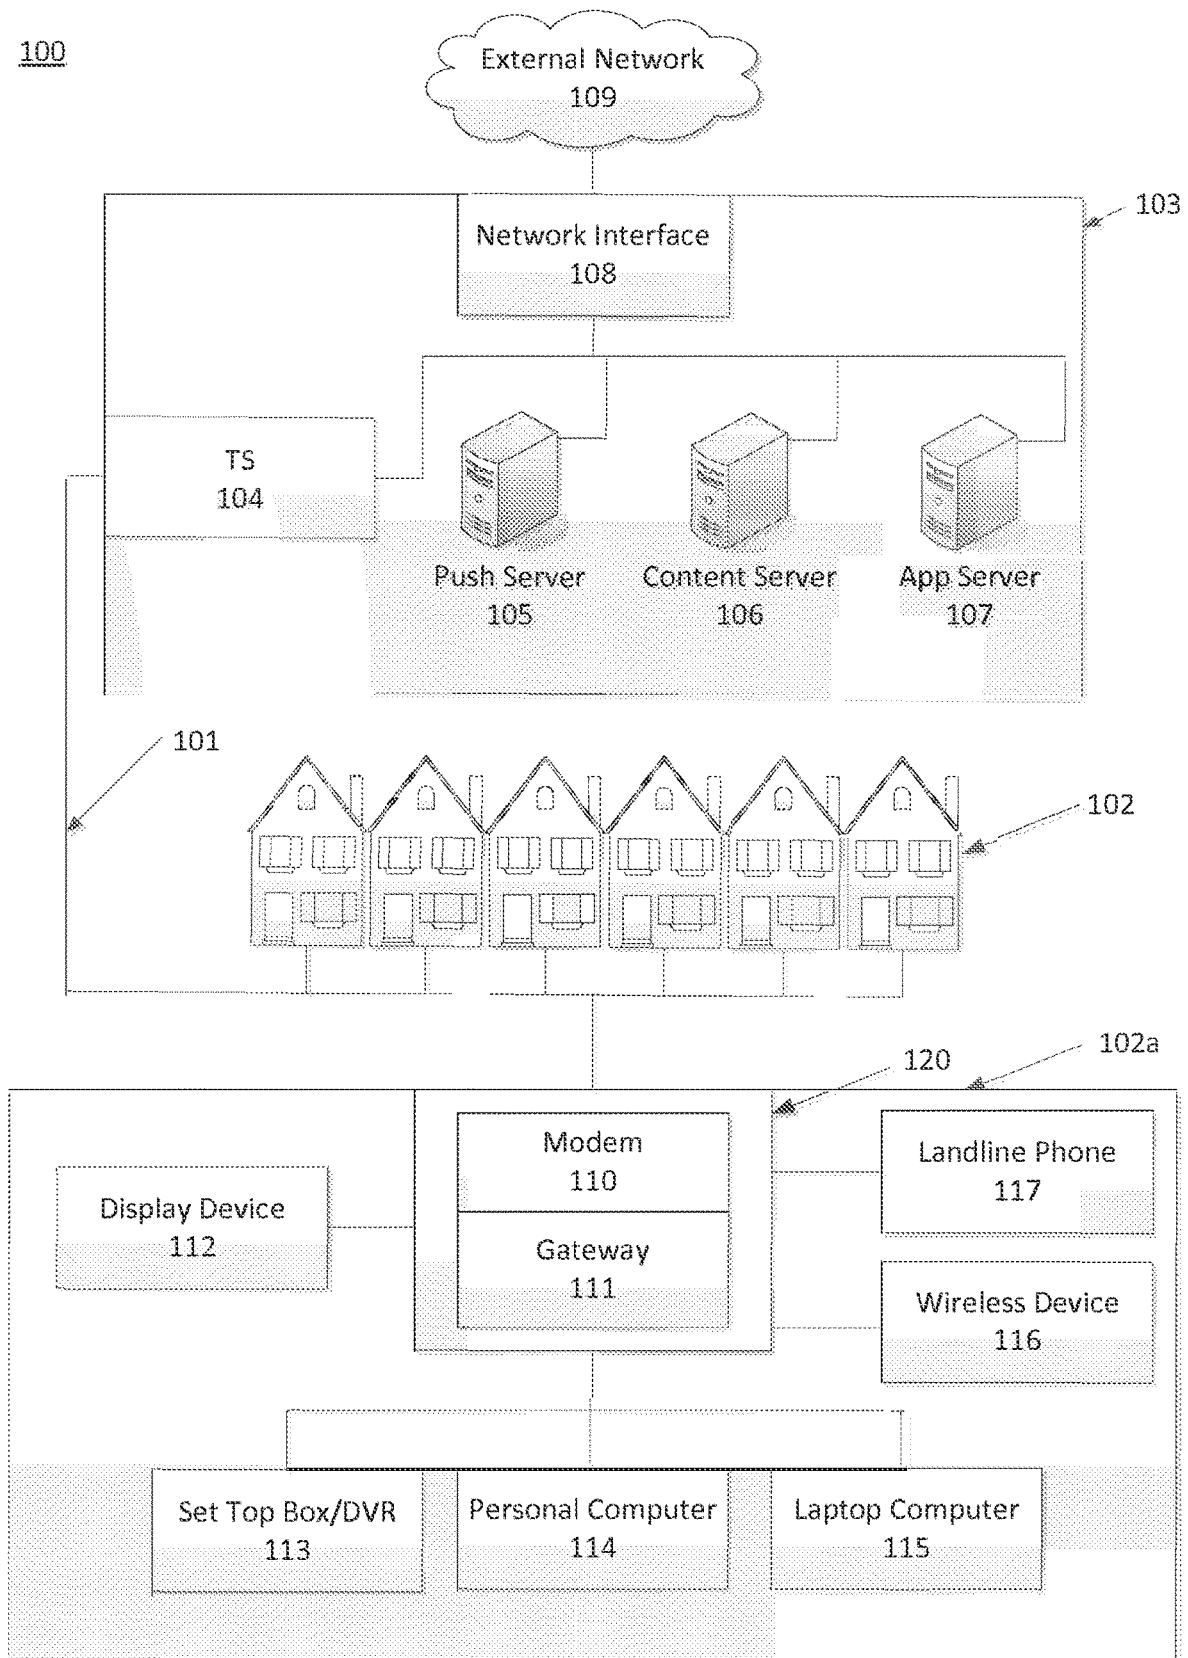 100
External Network
109
103
Network Interface
108
TS
104
Push Server
105
Content Server
106
App Server
107
101
102
102a
120
Modem
110
Landline Phone
117
Display Device
112
Gateway
111
Wireless Device
116
Set Top Box/DVR
113
Personal Computer
114
Laptop Computer
115